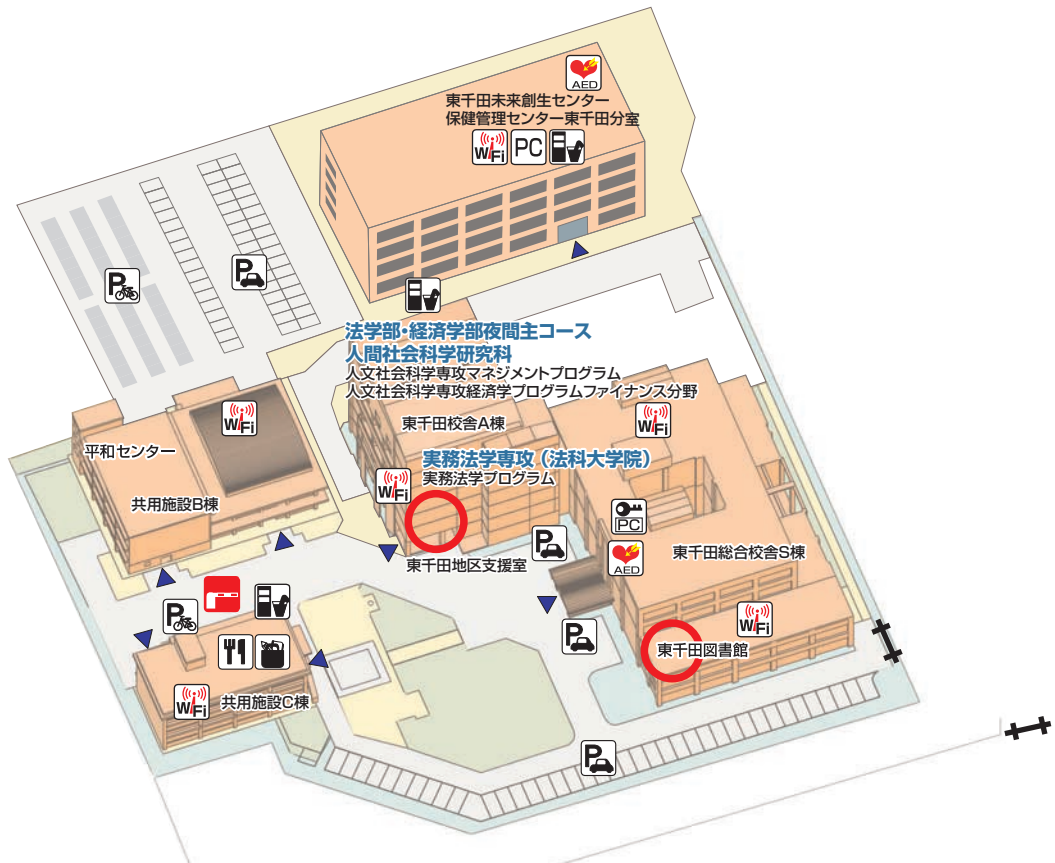 AED
東千田未来創生センター
保健管理センター東千田分室
WiFi
PC
P
P
法学部・経済学部夜間主コース
人間社会科学研究科
人文社会科学専攻マネジメントプログラム
人文社会科学専攻経済学プログラムファイナンス分野
WiFi
東千田校舎A棟
WiFi
平和センター
実務法学専攻（法科大学院）
実務法学プログラム
WiFi
共用施設B棟
PC
P
東千田総合校舎S棟
AED
東千田地区支援室
P
WiFi
P
東千田図書館
WiFi
共用施設C棟
P